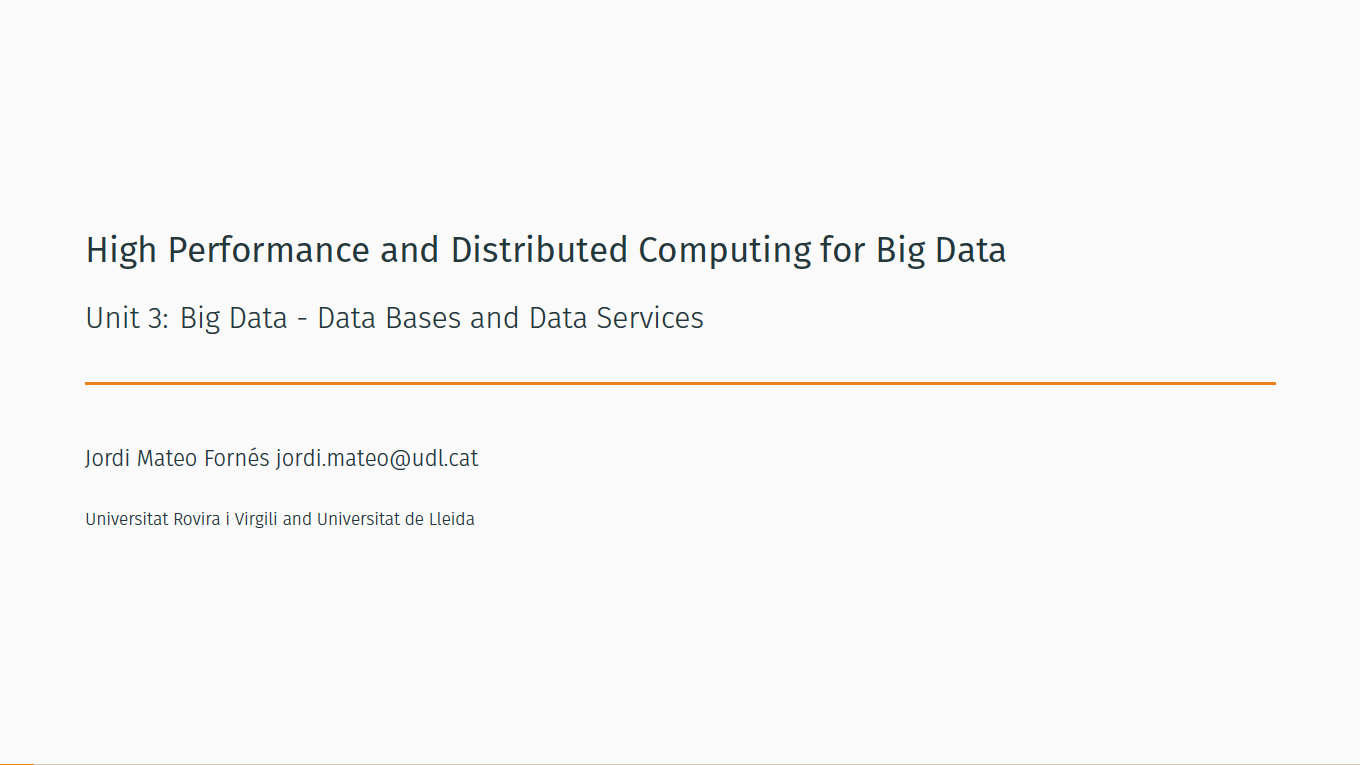 High Performance and Distributed Computing for Big Data
Unit 3: Big Data - Data Bases and Data Services
Jordi Mateo Fornés jordi.mateo@udl.cat
Universitat Rovira i Virgili and Universitat de Lleida